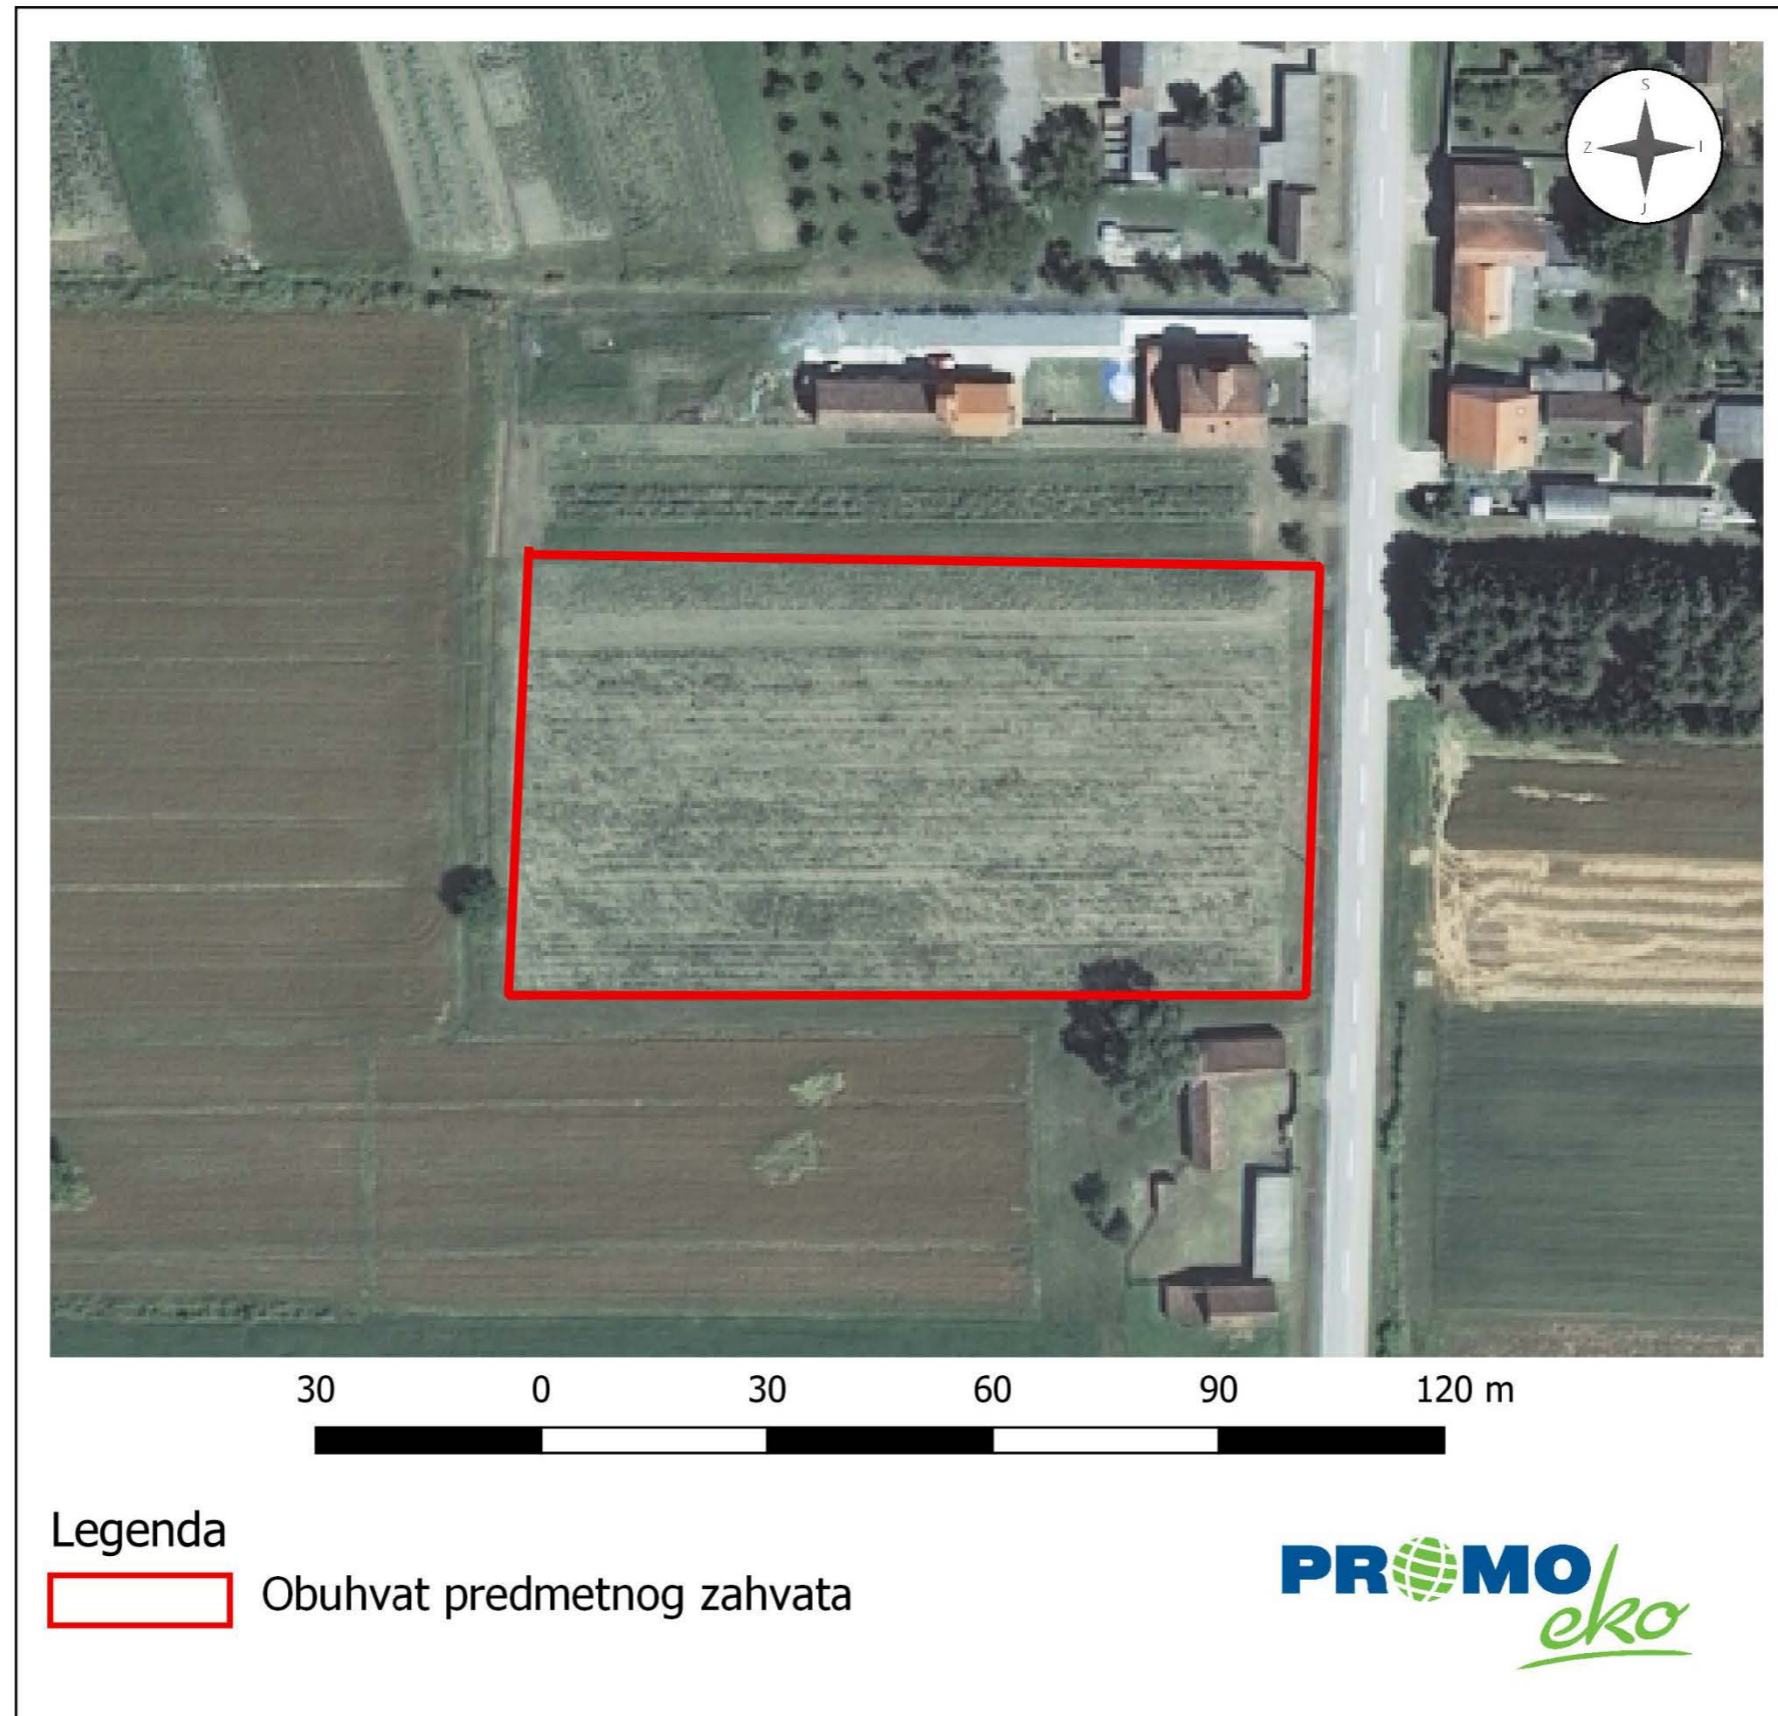 S
Z I
J
30 0 30 60 90 120 m
Legenda
Obuhvat predmetnog zahvata
PROMO
eko